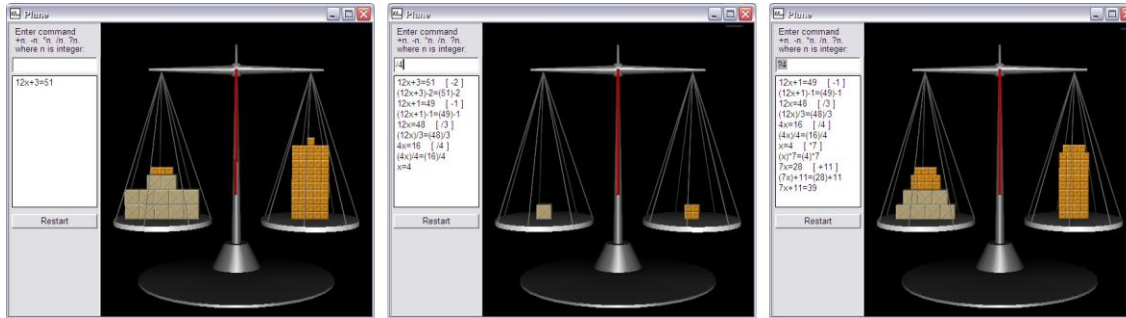 Plane
Enter command
+n. -n. *n. /n. ?n.
where n is integer:
12x+3=51
Restart
Plane
Enter command
+n. -n. *n. /n. ?n.
where n is integer:
/4
12x+3=51 [ -2 ]
(12x+3)-2=(51)-2
12x+1=49 [ -1 ]
(12x+1)-1=(49)-1
12x=48 [ /3 ]
(12x)/3=(48)/3
4x=16 [ /4 ]
(4x)/4=(16)/4
x=4
Restart
Plane
Enter command
+n. -n. *n. /n. ?n.
where n is integer:
?4
12x+1=49 [ -1 ]
(12x+1)-1=(49)-1
12x=48 [ /3 ]
(12x)/3=(48)/3
4x=16 [ /4 ]
(4x)/4=(16)/4
x=4 [ *7 ]
(x)*7=(4)*7
7x=28 [ +11 ]
(7x)+11=(28)+11
7x+11=39
Restart